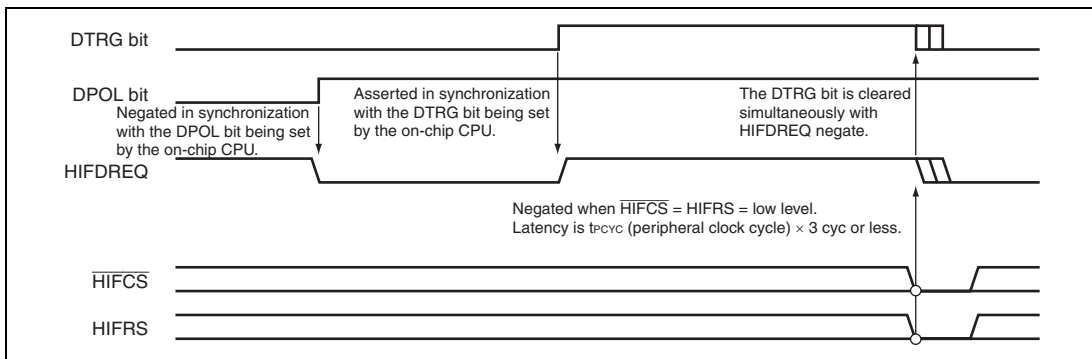 DTRG bit
DPOL bit
Negated in synchronization
with the DPOL bit being set
by the on-chip CPU.
Asserted in synchronization
with the DTRG bit being set
by the on-chip CPU.
The DTRG bit is cleared
simultaneously with
HIFDREQ negate.
HIFDREQ
Negated when HIFCS = HIFRS = low level.
Latency is tPCYC (peripheral clock cycle) × 3 cyc or less.
HIFCS
HIFRS